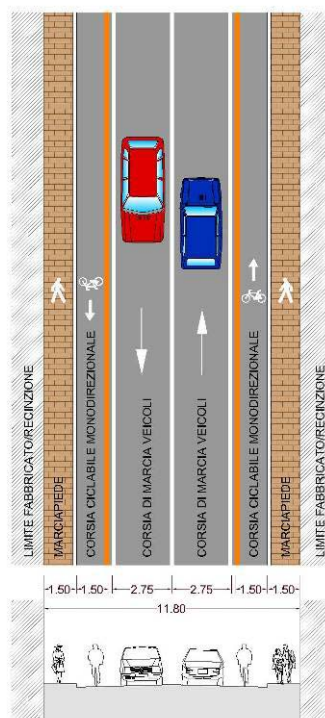 LIMITE FABBRICATO/RECINZIONE
MARCIAPIEDE
CORSIA CICLABILE MONODIREZIONALE
CORSIA DI MARCIA VEICOLI
CORSIA DI MARCIA VEICOLI
CORSIA CICLABILE MONODIREZIONALE
MARCIAPIEDE
LIMITE FABBRICATO/RECINZIONE
1.50 1.50 2.75 2.75 1.50 1.50
11.80